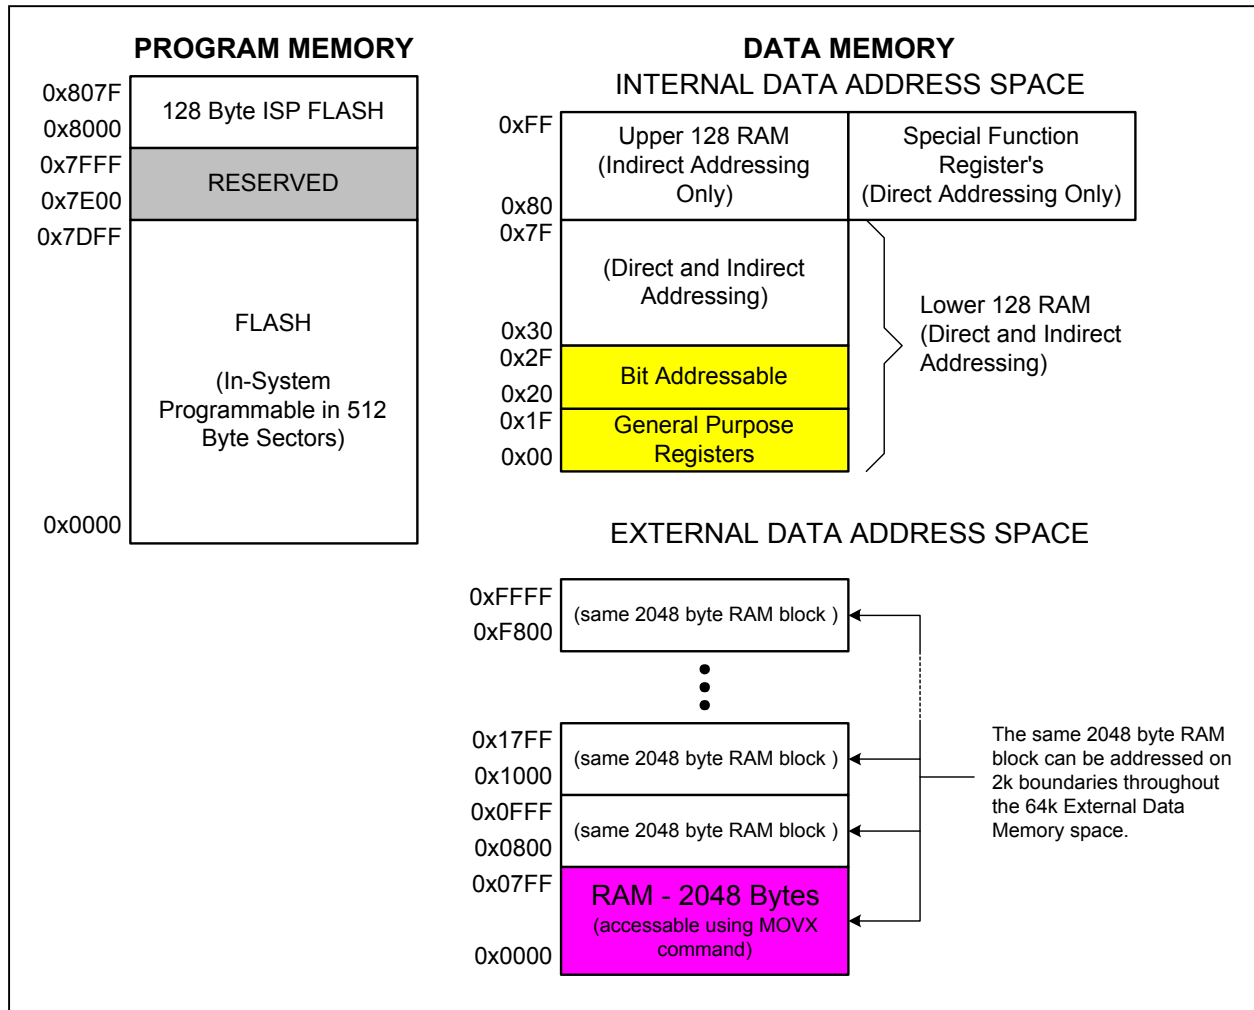 PROGRAM MEMORY
0x807F
128 Byte ISP FLASH
0x8000
0x7FFF
RESERVED
0x7E00
0x7DFF
FLASH
(In-System
Programmable in 512
Byte Sectors)
0x0000
DATA MEMORY
INTERNAL DATA ADDRESS SPACE
0xFF
Upper 128 RAM
(Indirect Addressing
Only)
0x80
Special Function
Register's
(Direct Addressing Only)
0x7F
(Direct and Indirect
Addressing)
0x30
0x2F
Bit Addressable
0x20
0x1F
General Purpose
Registers
0x00
Lower 128 RAM
(Direct and Indirect
Addressing)
EXTERNAL DATA ADDRESS SPACE
0xFFFF
(same 2048 byte RAM block )
0xF800
0x17FF
(same 2048 byte RAM block )
0x1000
0x0FFF
(same 2048 byte RAM block )
0x0800
0x07FF
RAM - 2048 Bytes
(accessable using MOVX
command)
0x0000
The same 2048 byte RAM
block can be addressed on
2k boundaries throughout
the 64k External Data
Memory space.